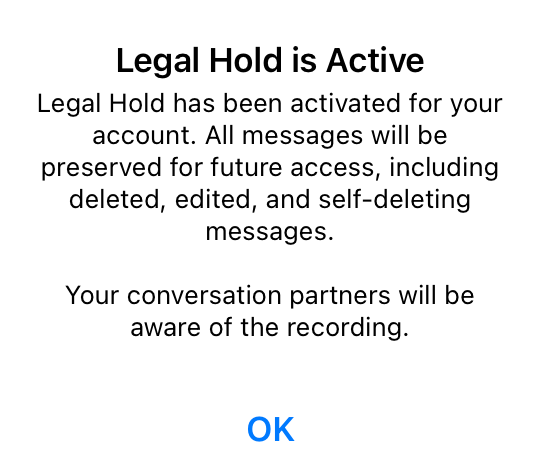 Legal Hold is Active
Legal Hold has been activated for your
account. All messages will be
preserved for future access, including
deleted, edited, and self-deleting
messages.
Your conversation partners will be
aware of the recording.
OK